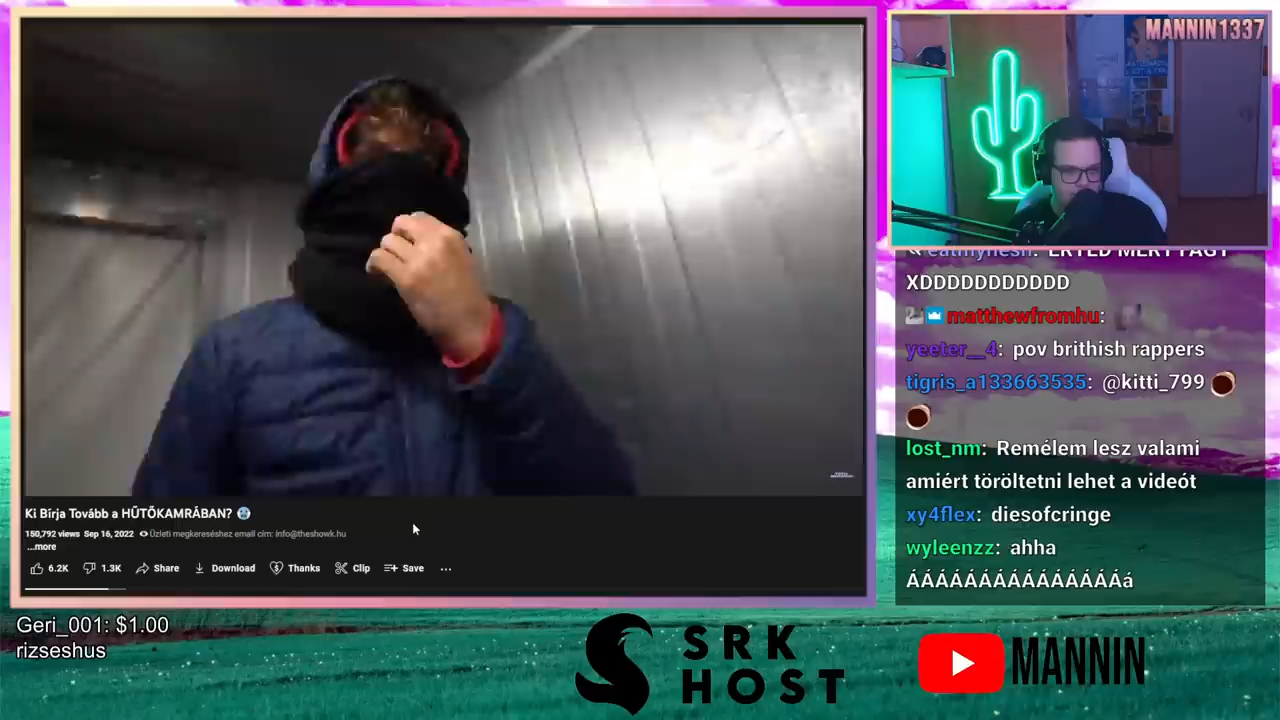 MANNIN1337
XDDDDDDDDDDD
matthewfromhu:
yeeter__4: pov brithish rappers
tigris_a133663535: @kitti_799
lost_nm: Remélem lesz valami
amiért töröltetni lehet a videót
xy4flex: diesofcringe
wyleenzz: ahha
ÁÁÁÁÁÁÁÁÁÁÁÁÁÁÁá
Ki Bírja Tovább a HŰTŐKAMRÁBAN?
150,792 views Sep 16, 2022 Üzleti megkereséshez email cím: info@theshowk.hu
...more
6.2K 1.3K Share Download Thanks Clip Save ...
Geri_001: $1.00
rizseshus
SRK
HOST
MANNIN